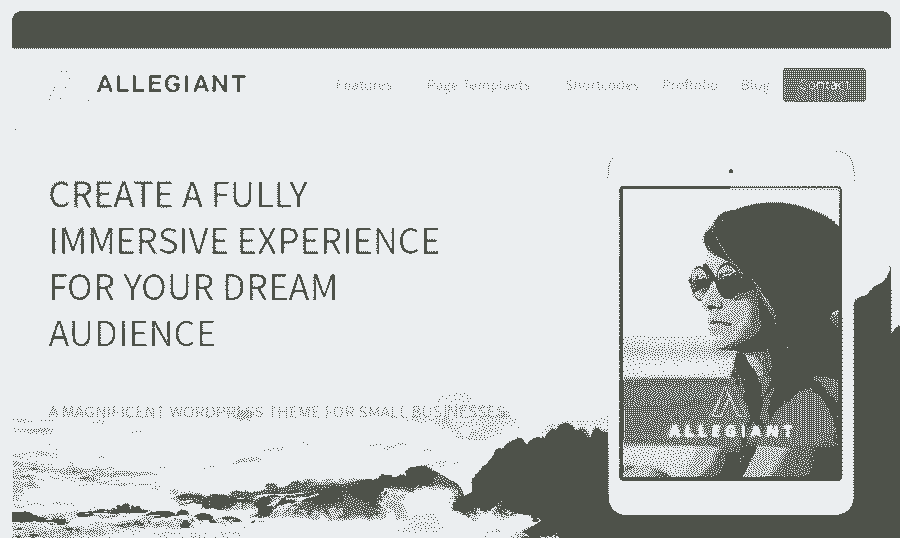 ALLEGIANT
Features Page Templates Shortcodes Portfolio Blog Contact
CREATE A FULLY
IMMERSIVE EXPERIENCE
FOR YOUR DREAM
AUDIENCE
A MAGNIFICENT WORDPRESS THEME FOR SMALL BUSINESSES
ALLEGIANT